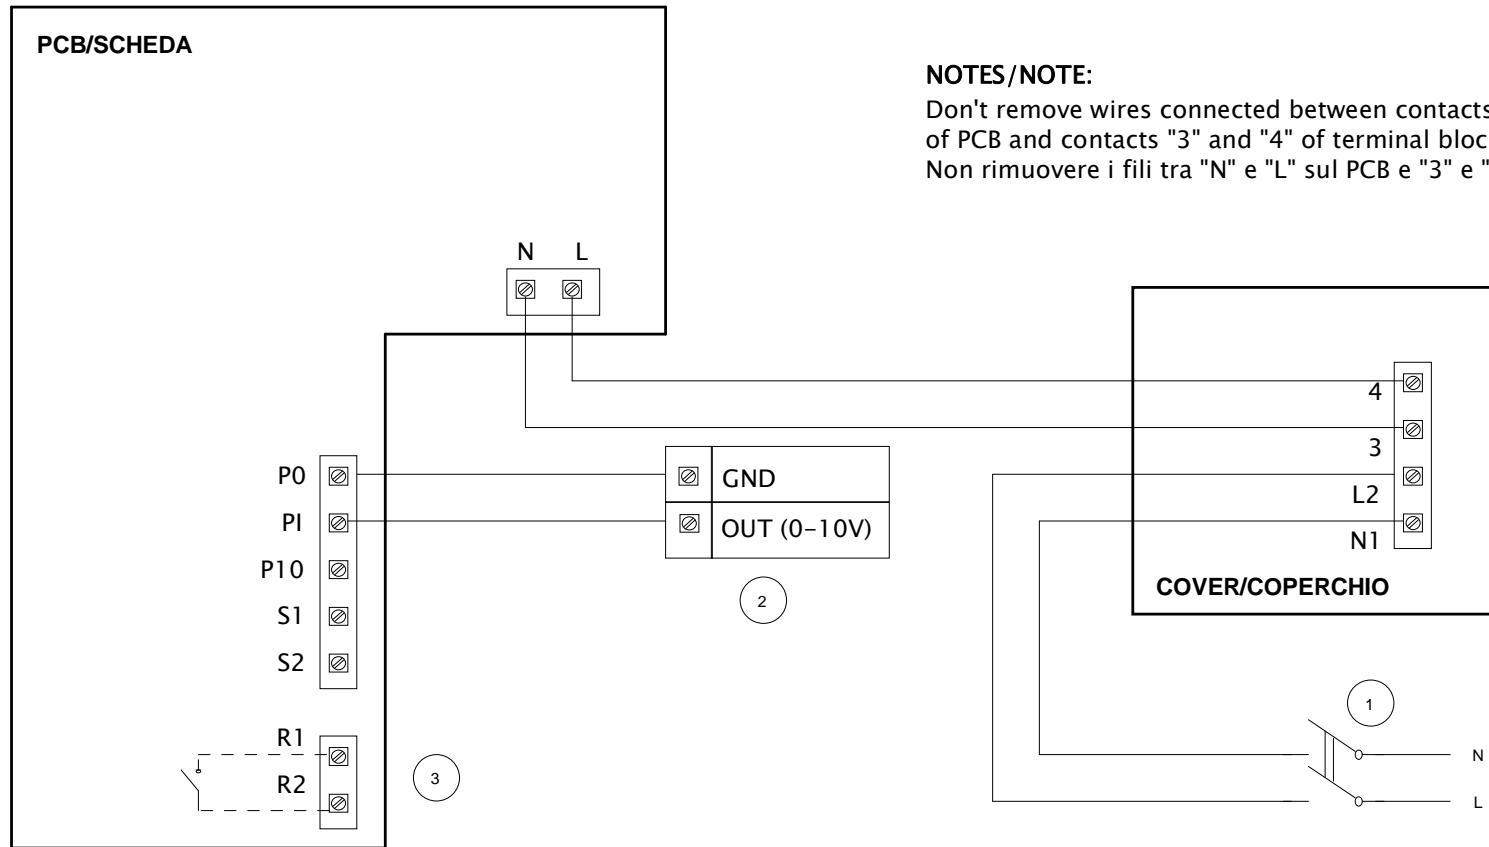 PCB/SCHEDA
NOTES/NOTE:
Don't remove wires connected between contacts
of PCB and contacts "3" and "4" of terminal bloc
Non rimuovere i fili tra "N" e "L" sul PCB e "3" e "
N L
4
3
L2
N1
COVER/COPERCHIO
P0
PI
P10
S1
S2
GND
OUT (0-10V)
2
1
R1
R2
3
N
L